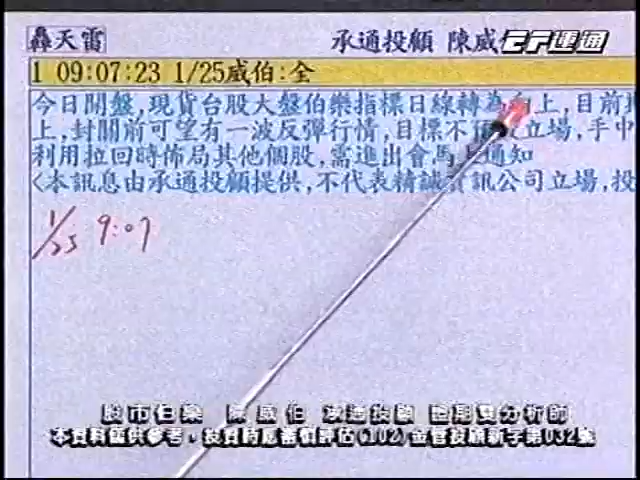 轟天雷 承通投顧 陳威
運通
1 09:07:23 1/25威伯:全
今日開盤,現貨台股大盤伯樂指標日線轉為向上,目前
上,封關前可望有一波反彈行情,目標不 立場,手中
利用拉回時佈局其他個股,需進出會馬上通知
<本訊息由承通投顧提供,不代表精誠資訊公司立場,投
1/25 9:07
股市伯樂 陳威伯 承通投顧 證期雙分析師
本資料僅供參考,投資時應審慎評估(102)金管投顧新字第032號